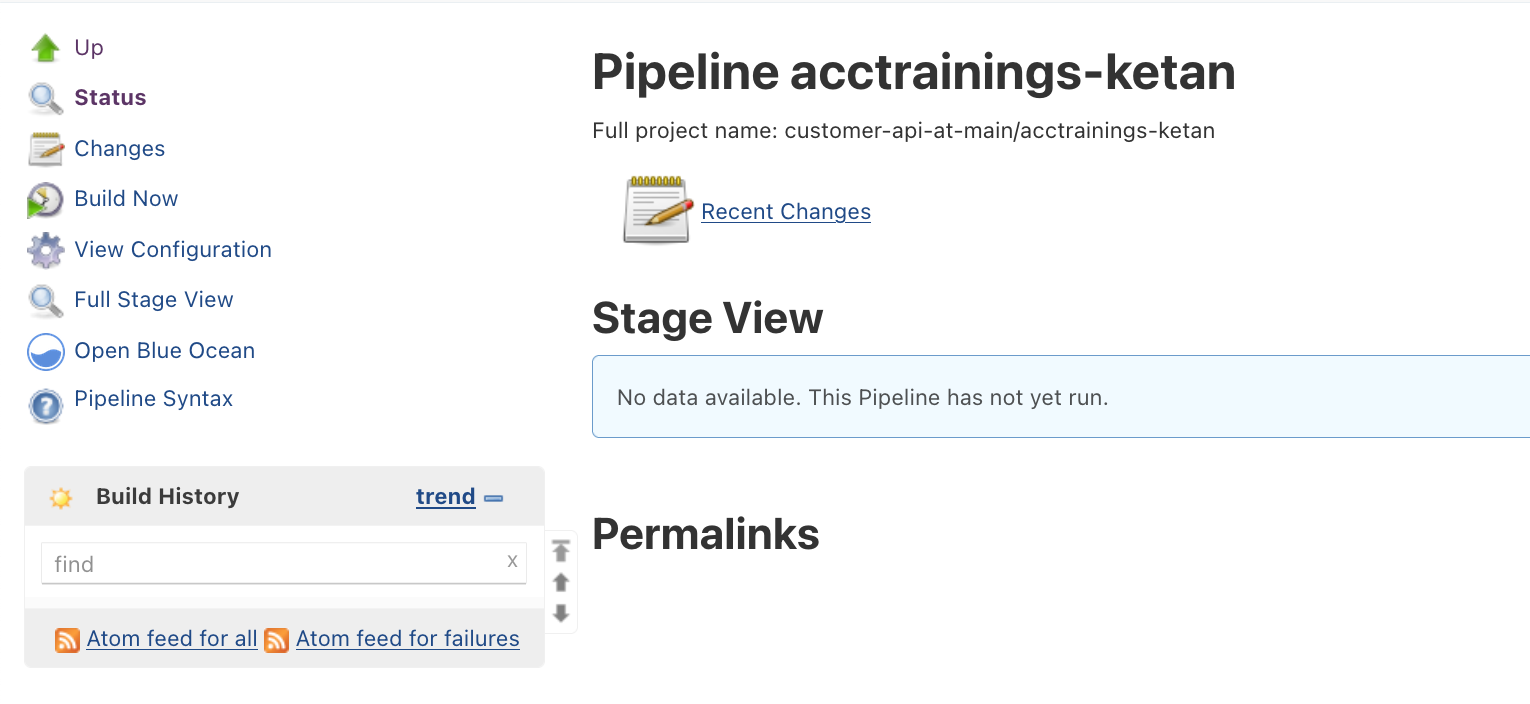 Up
Status
Changes
Build Now
View Configuration
Full Stage View
Open Blue Ocean
Pipeline Syntax
Build History trend
find x
Atom feed for all Atom feed for failures
Pipeline acctrainings-ketan
Full project name: customer-api-at-main/acctrainings-ketan
Recent Changes
Stage View
No data available. This Pipeline has not yet run.
Permalinks